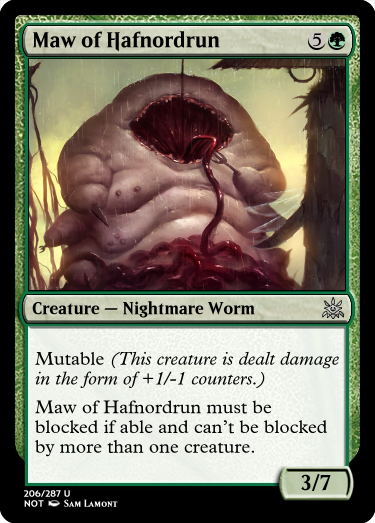 Maw of Hafnordrun 5
Creature — Nightmare Worm
Mutable (This creature is dealt damage
in the form of +1/-1 counters.)
Maw of Hafnordrun must be
blocked if able and can't be blocked
by more than one creature.
3/7
206/287 U
NOT Sam Lamont